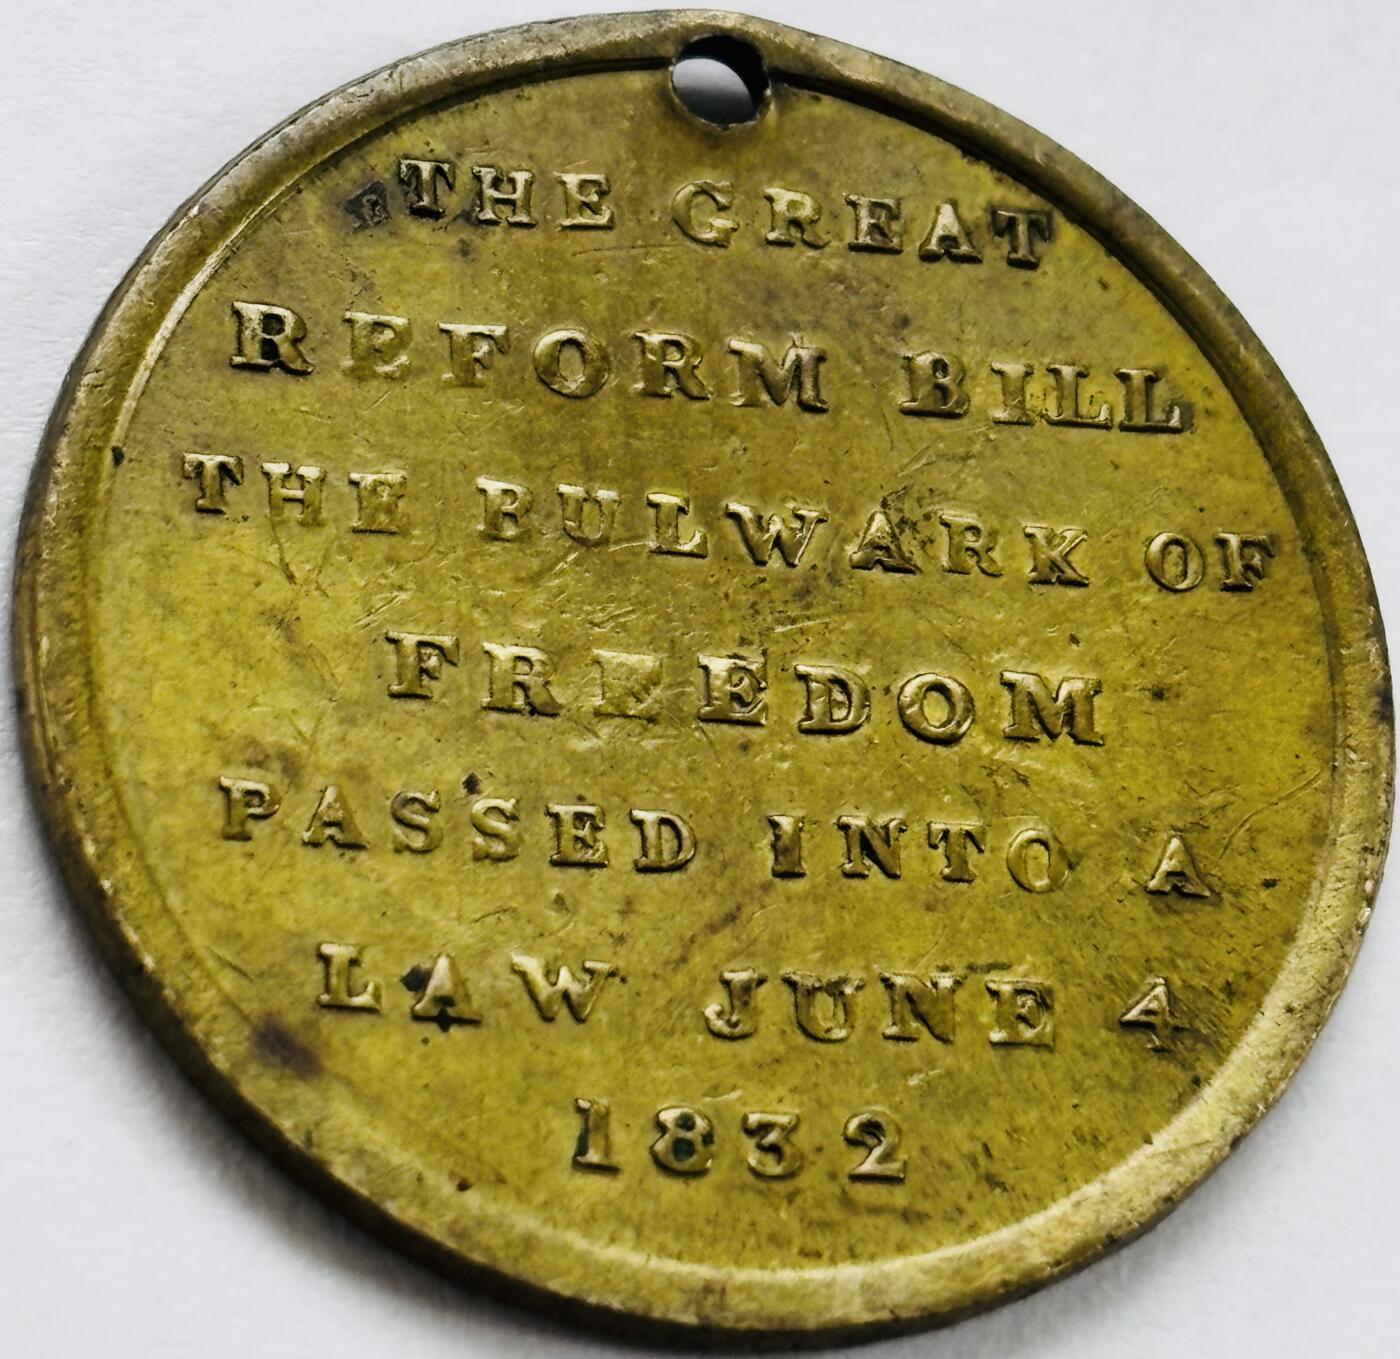 THE GREAT
REFORM BILL
THE BULWARK OF
FREEDOM
PASSED INTO A
LAW JUNE 4
1832